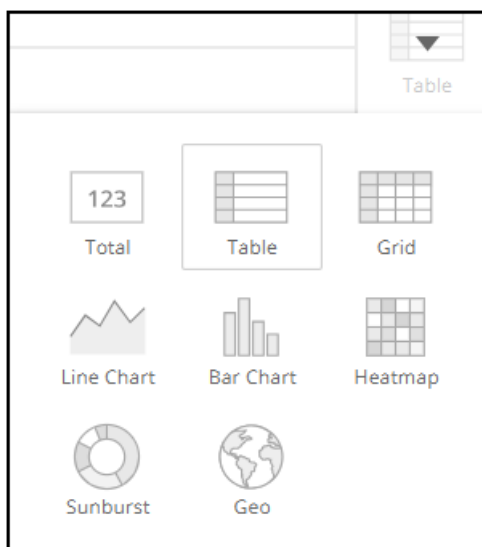 Table
123
Total
Table
Grid
Line Chart
Bar Chart
Heatmap
Sunburst
Geo